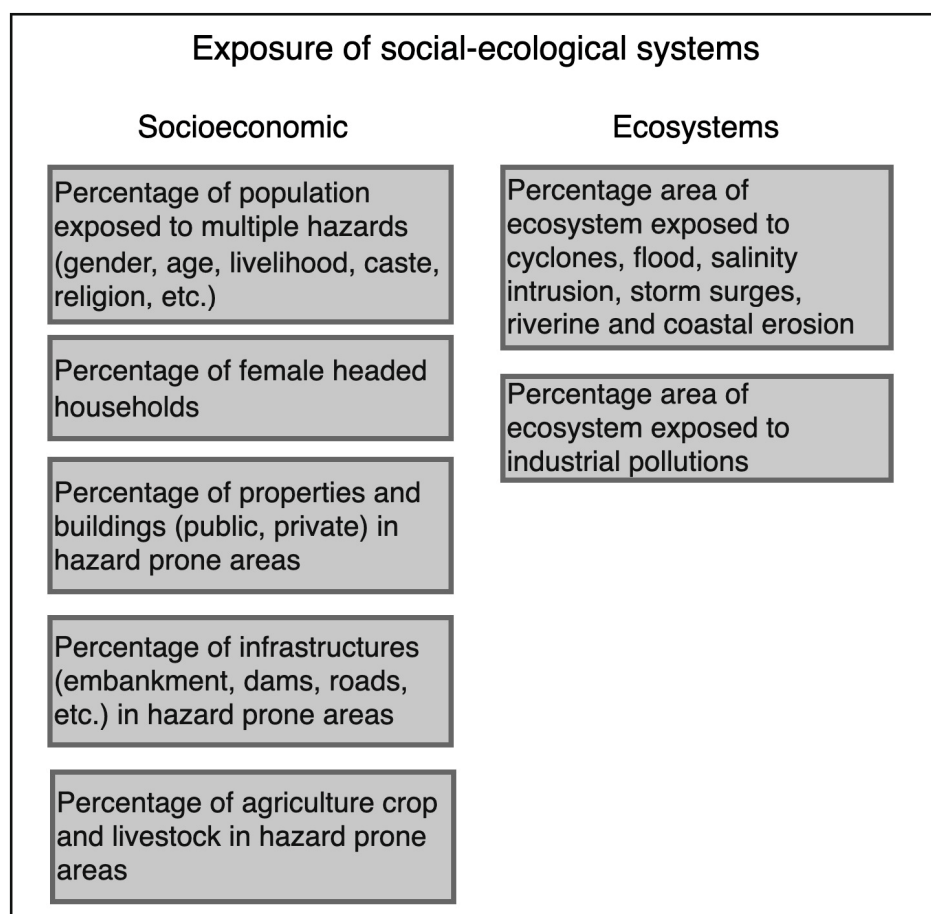 Exposure of social-ecological systems
Socioeconomic
Percentage of population
exposed to multiple hazards
(gender, age, livelihood, caste,
religion, etc.)
Percentage of female headed
households
Percentage of properties and
buildings (public, private) in
hazard prone areas
Percentage of infrastructures
(embankment, dams, roads,
etc.) in hazard prone areas
Percentage of agriculture crop
and livestock in hazard prone
areas
Ecosystems
Percentage area of
ecosystem exposed to
cyclones, flood, salinity
intrusion, storm surges,
riverine and coastal erosion
Percentage area of
ecosystem exposed to
industrial pollutions